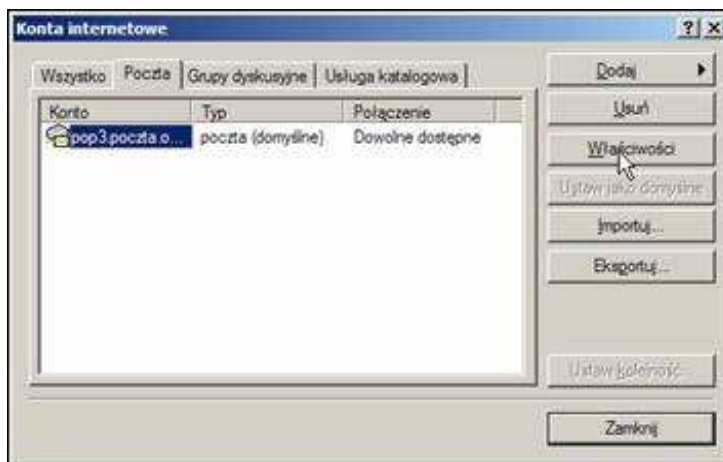 Konta internetowe
Wszystko Poczta Grupy dyskusyjne Usługa katalogowa
Konto Typ Połączenie
pop3.poczta.o... poczta (domyślne) Dowolne dostępne
Dodaj
Usuń
Właściwości
Ustaw jako domyślne
Importuj...
Eksportuj...
Ustaw kolejność...
Zamknij